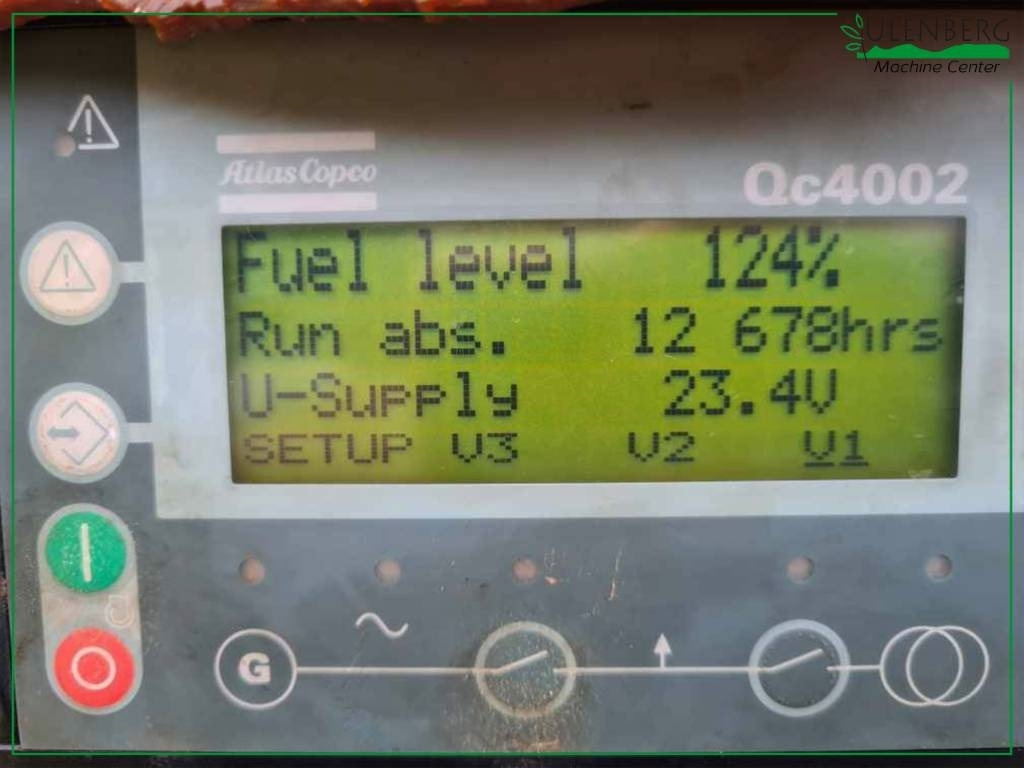 ULENBERG
Machine Center
Atlas Copco
Qc4002
Fuel level 124%
Run abs. 12 678hrs
U-Supply 23.4V
SETUP V3 V2 V1
G